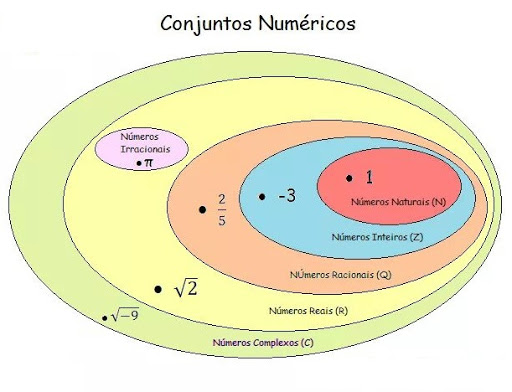 Conjuntos Numéricos
Números
Irracionais
π
1
Números Naturais (N)
-3
2/5
Números Inteiros (Z)
Números Racionais (Q)
√2
Números Reais (R)
√-9
Números Complexos (C)